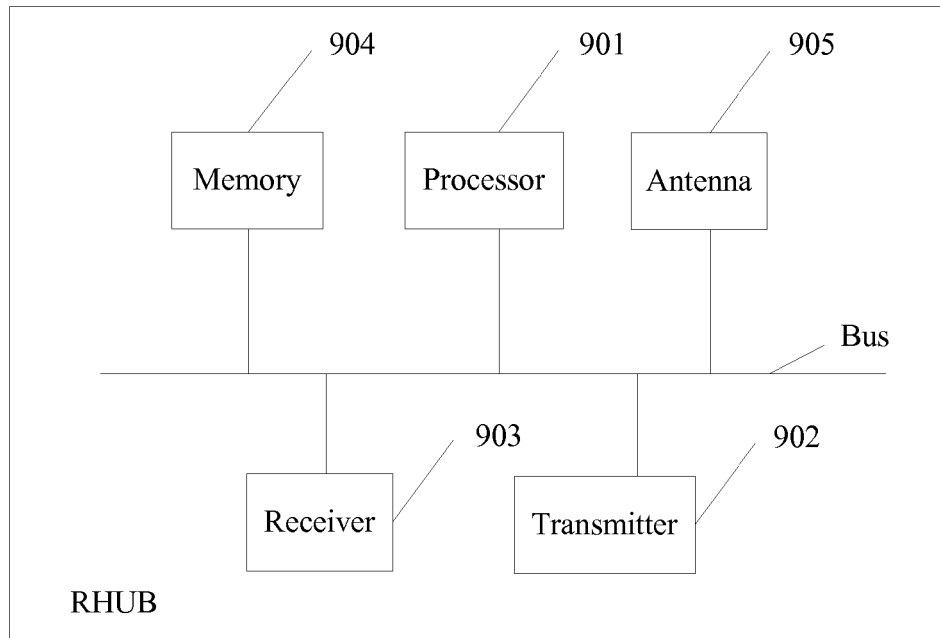 904
901
905
Memory
Processor
Antenna
Bus
903
902
Receiver
Transmitter
RHUB